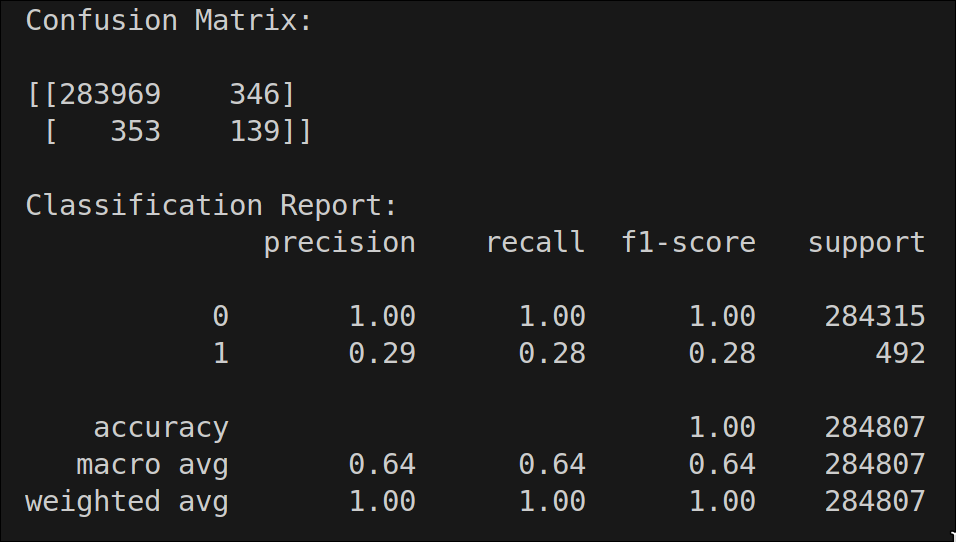 Confusion Matrix:
[[283969    346]
 [   353    139]]
Classification Report:
              precision    recall  f1-score   support
           0       1.00      1.00      1.00    284315
           1       0.29      0.28      0.28       492
    accuracy                           1.00    284807
   macro avg       0.64      0.64      0.64    284807
weighted avg       1.00      1.00      1.00    284807